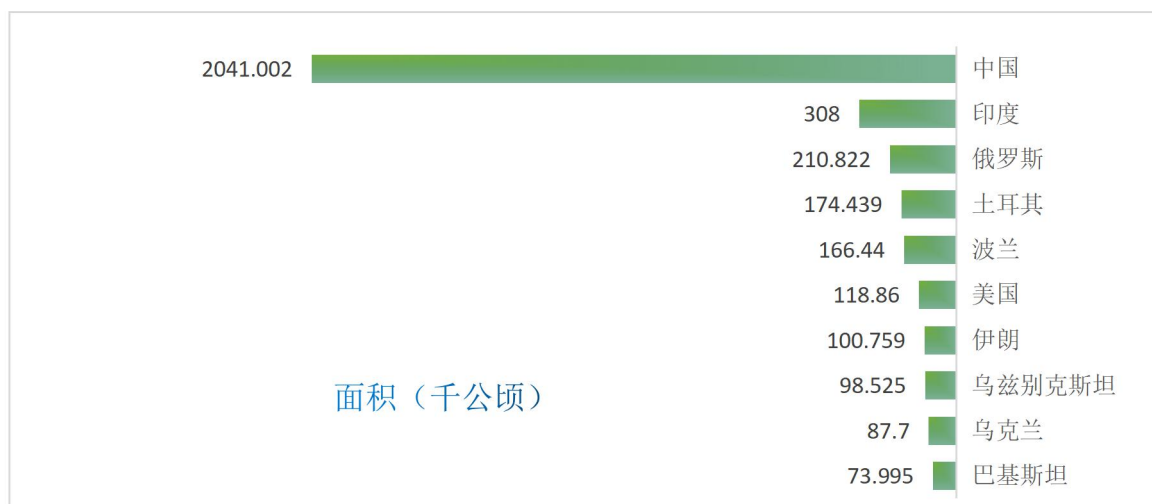 2041.002 中国
308 印度
210.822 俄罗斯
174.439 土耳其
166.44 波兰
118.86 美国
100.759 伊朗
98.525 乌兹别克斯坦
面积（千公顷）
87.7 乌克兰
73.995 巴基斯坦